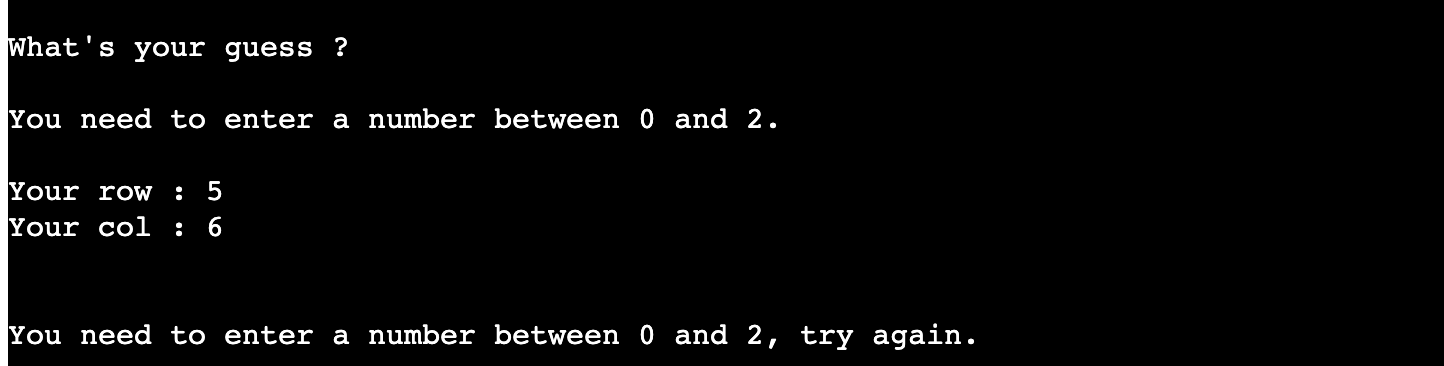 What's your guess ?
You need to enter a number between 0 and 2.
Your row : 5
Your col : 6
You need to enter a number between 0 and 2, try again.